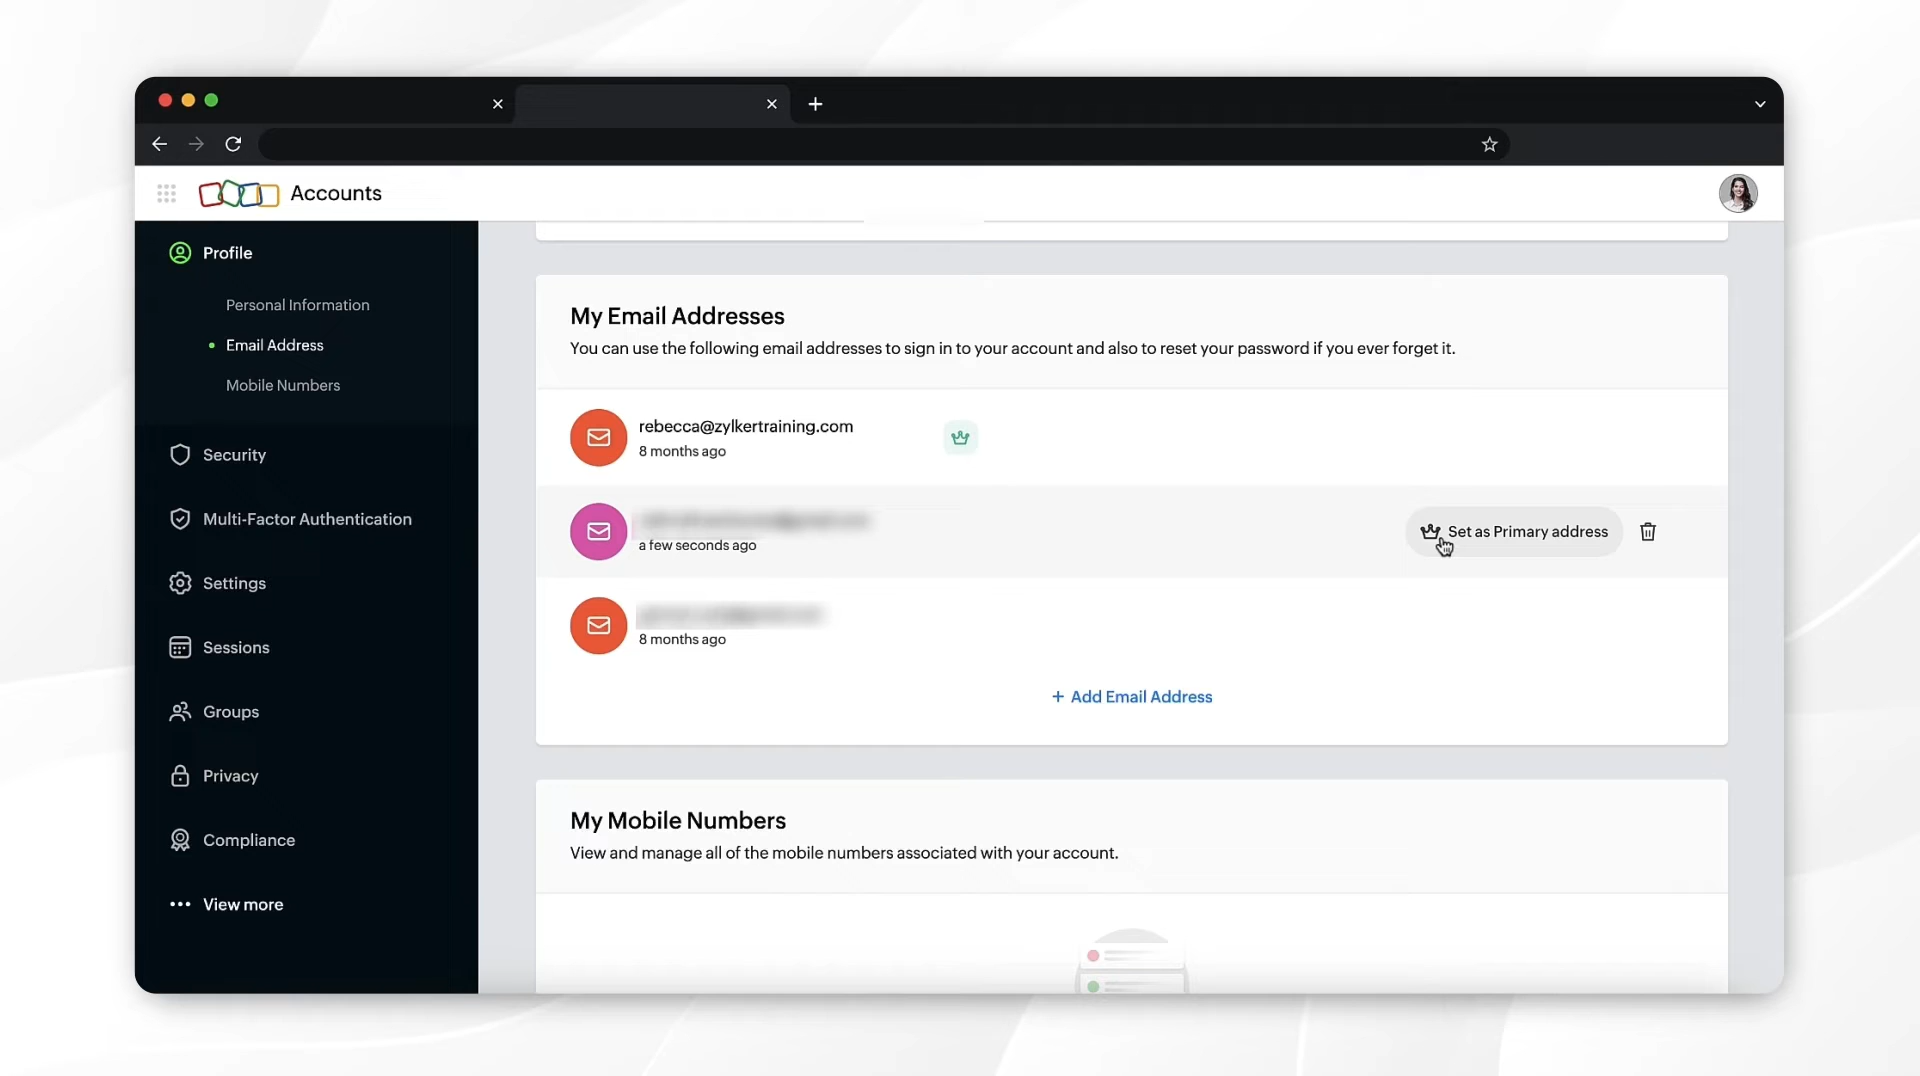 Accounts
Profile
Personal Information
Email Address
Mobile Numbers
Security
Multi-Factor Authentication
Settings
Sessions
Groups
Privacy
Compliance
View more
My Email Addresses
You can use the following email addresses to sign in to your account and also to reset your password if you ever forget it.
rebecca@zylkertraining.com
8 months ago
a few seconds ago
Set as Primary address
8 months ago
+ Add Email Address
My Mobile Numbers
View and manage all of the mobile numbers associated with your account.